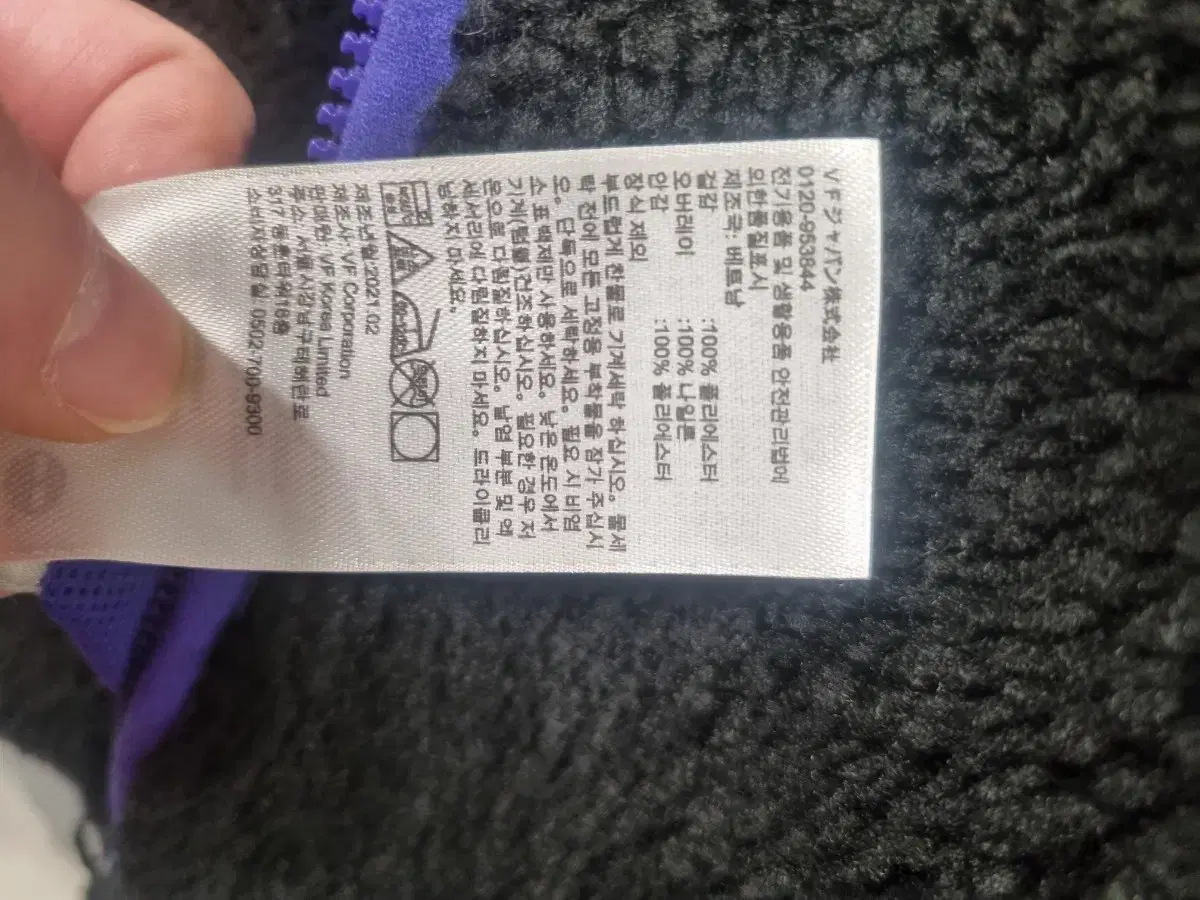 VFジャパン株式会社
0120-953844
전기용품 및 생활용품 안전관리법에
의한품질표시
제조국: 베트남
겉감 :100% 폴리에스터
오버레이 :100% 나일론
안감 :100% 폴리에스터
장식 제외
부드럽게 찬물로 기계세탁 하십시오. 물세
탁 전에 모든 고정용 부착물을 잠가 주십시
오. 단독으로 세탁하세요. 필요 시 비염
소 표백제만 사용하세요. 낮은 온도에서
기계(텀블)건조하십시오. 필요한 경우 저
온으로 다림질하십시오. 날염 부분 및 액
세서리에 다림질하지 마세요. 드라이클리
닝하지 마세요.
제조년월:2021.02
제조사: VF Corporation
판매원: VF Korea Limited
주소: 서울시강남구테헤란로
317 동훈타워18층
소비자상담실 0502-700-9300